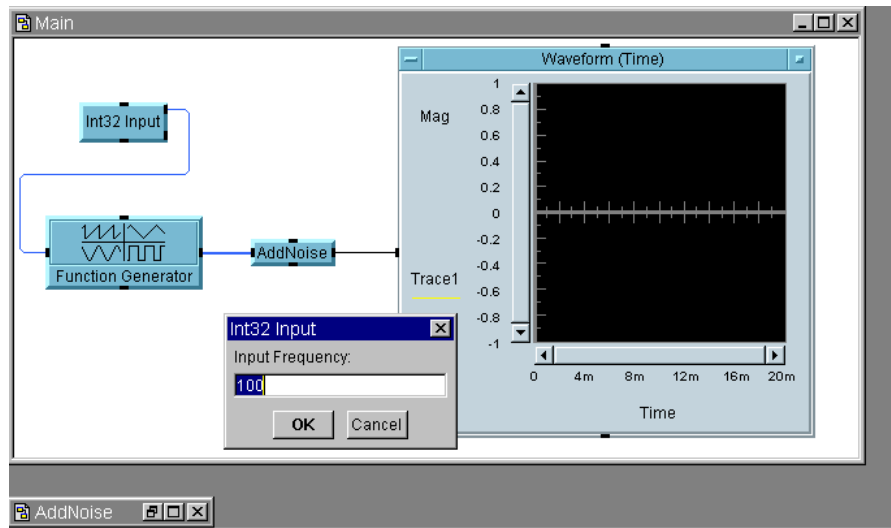 Main
Waveform (Time)
Int32 Input
Mag
1
0.8
0.6
0.4
0.2
0
-0.2
-0.4
-0.6
-0.8
-1
Function Generator
AddNoise
Trace1
0 4m 8m 12m 16m 20m
Time
Int32 Input
Input Frequency:
100
OK Cancel
AddNoise